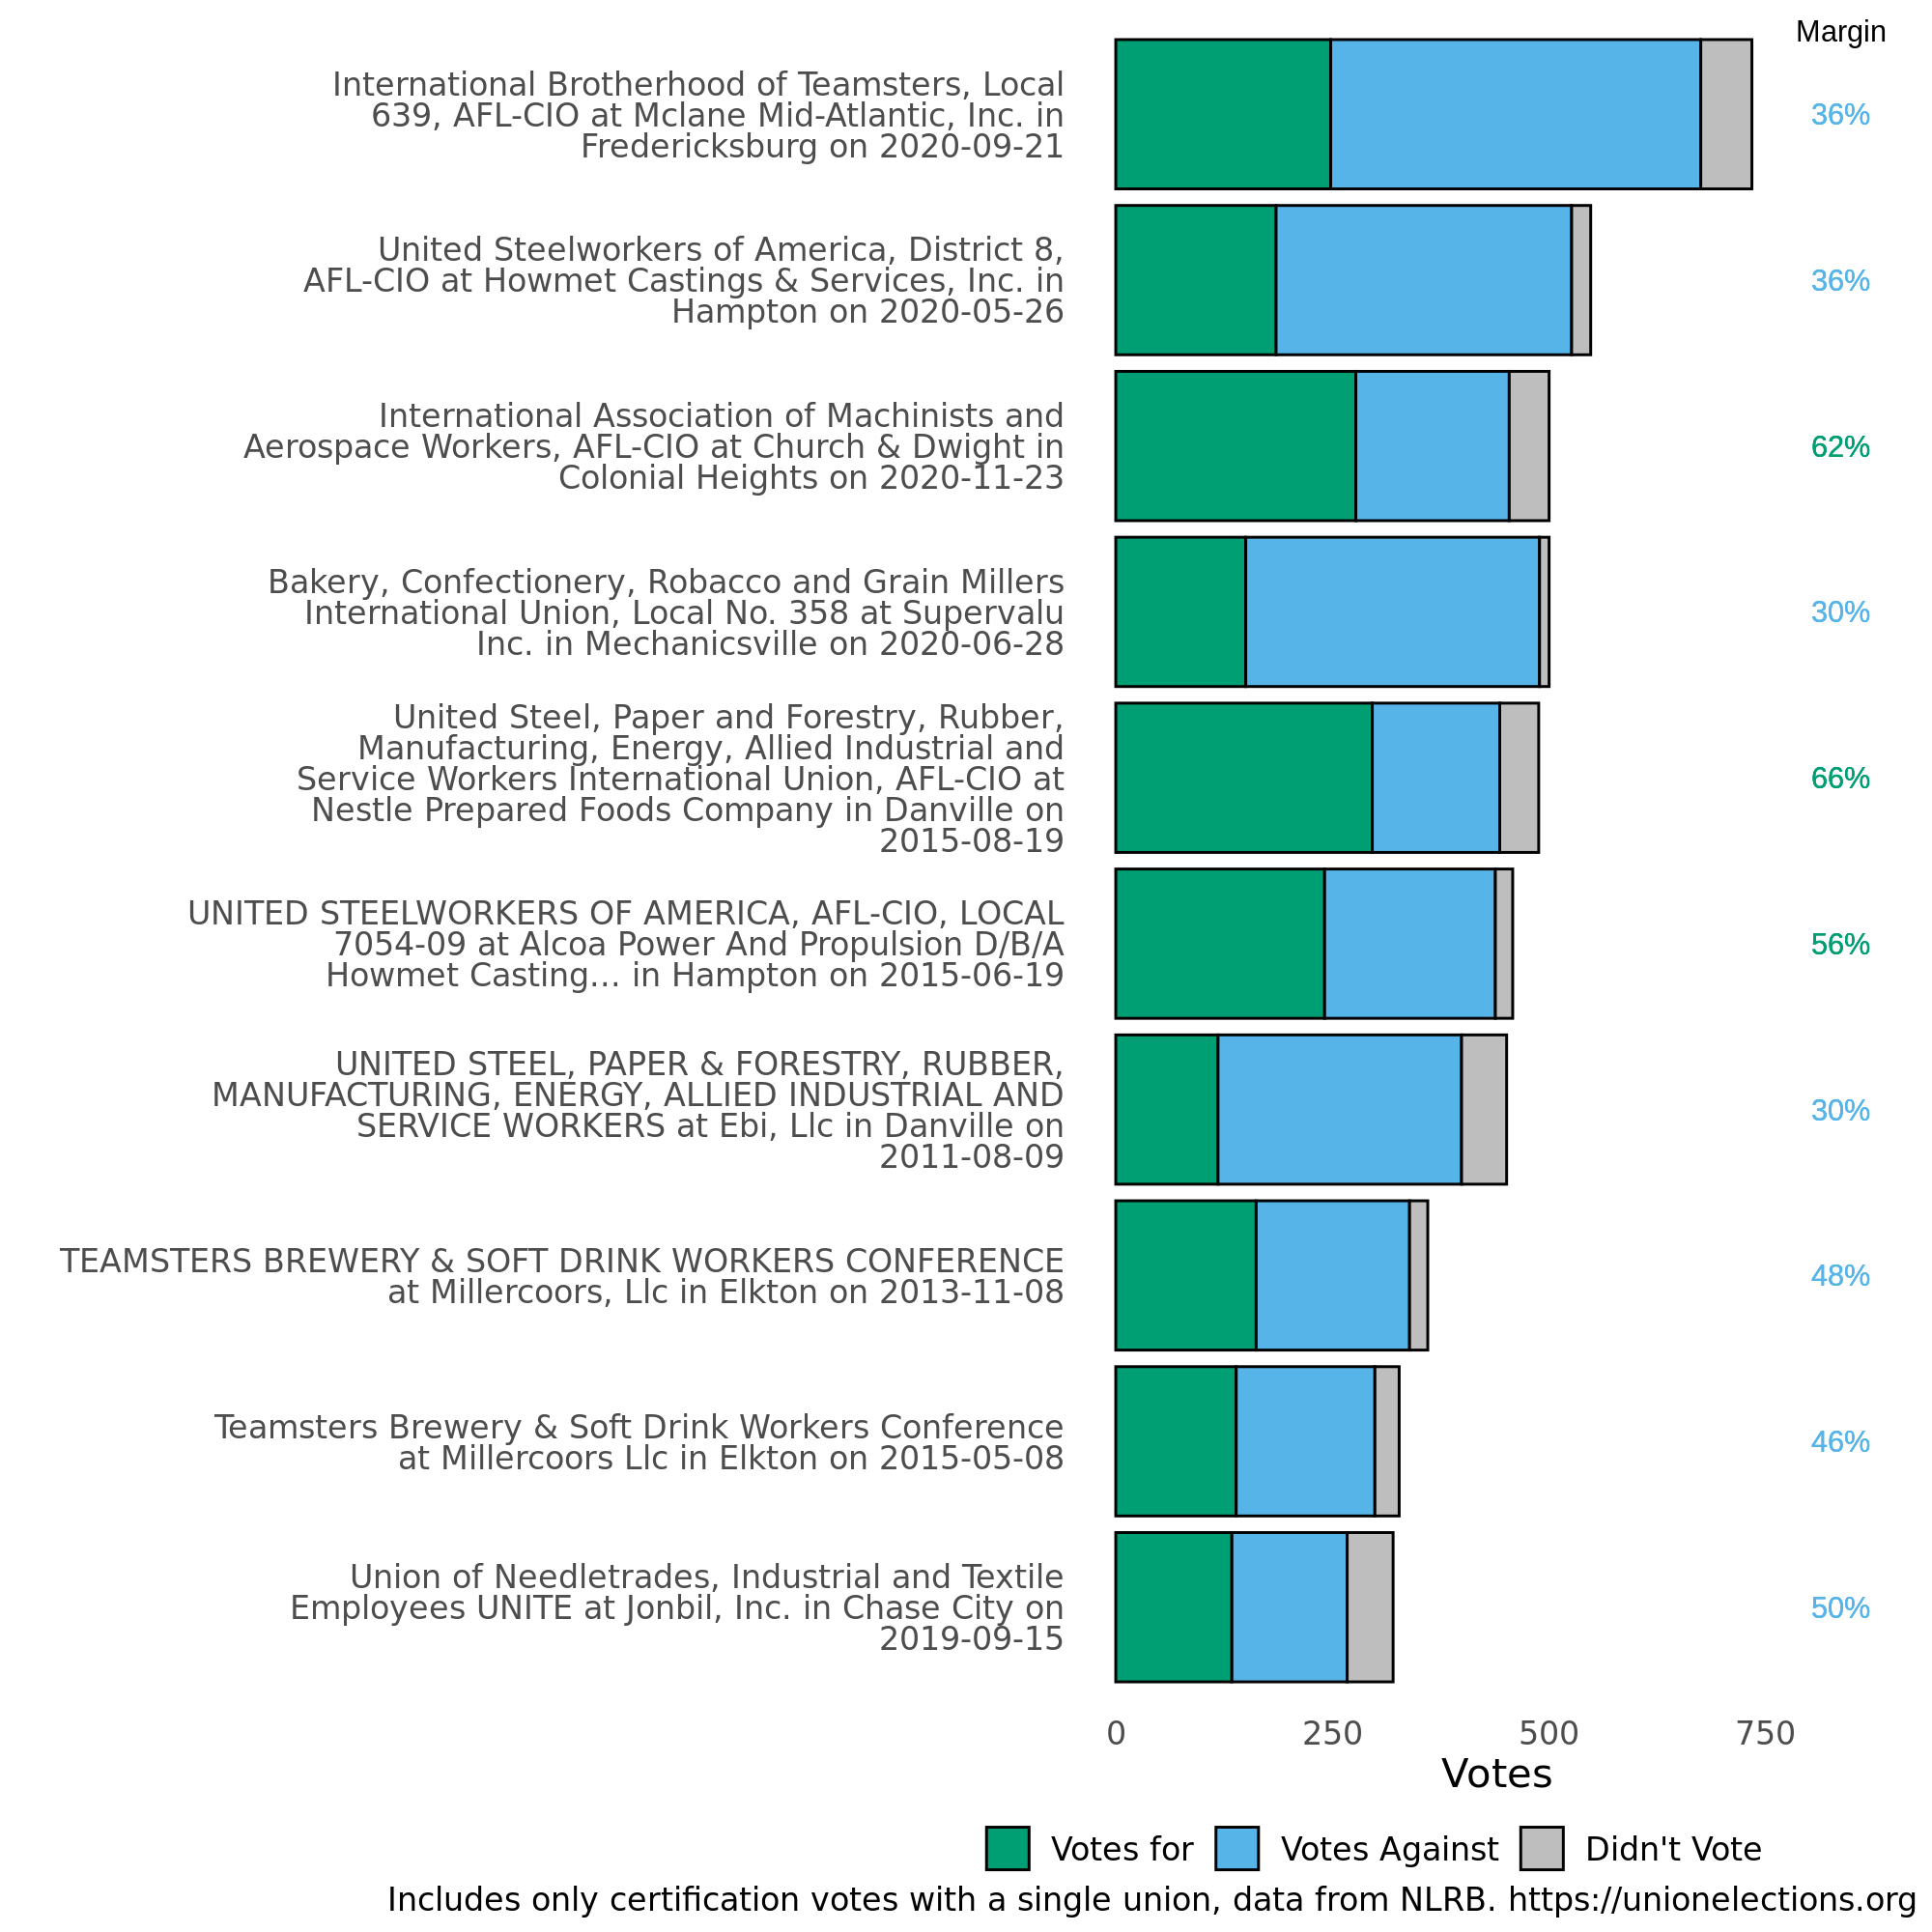 Margin
International Brotherhood of Teamsters, Local
639, AFL-CIO at Mclane Mid-Atlantic, Inc. in
Fredericksburg on 2020-09-21
36%
United Steelworkers of America, District 8,
AFL-CIO at Howmet Castings & Services, Inc. in
Hampton on 2020-05-26
36%
International Association of Machinists and
Aerospace Workers, AFL-CIO at Church & Dwight in
Colonial Heights on 2020-11-23
62%
Bakery, Confectionery, Robacco and Grain Millers
International Union, Local No. 358 at Supervalu
Inc. in Mechanicsville on 2020-06-28
30%
United Steel, Paper and Forestry, Rubber,
Manufacturing, Energy, Allied Industrial and
Service Workers International Union, AFL-CIO at
Nestle Prepared Foods Company in Danville on
2015-08-19
66%
UNITED STEELWORKERS OF AMERICA, AFL-CIO, LOCAL
7054-09 at Alcoa Power And Propulsion D/B/A
Howmet Casting... in Hampton on 2015-06-19
56%
UNITED STEEL, PAPER & FORESTRY, RUBBER,
MANUFACTURING, ENERGY, ALLIED INDUSTRIAL AND
SERVICE WORKERS at Ebi, Llc in Danville on
2011-08-09
30%
TEAMSTERS BREWERY & SOFT DRINK WORKERS CONFERENCE
at Millercoors, Llc in Elkton on 2013-11-08
48%
Teamsters Brewery & Soft Drink Workers Conference
at Millercoors Llc in Elkton on 2015-05-08
46%
Union of Needletrades, Industrial and Textile
Employees UNITE at Jonbil, Inc. in Chase City on
2019-09-15
50%
0 250 500 750
Votes
Votes for Votes Against Didn't Vote
Includes only certification votes with a single union, data from NLRB. https://unionelections.org